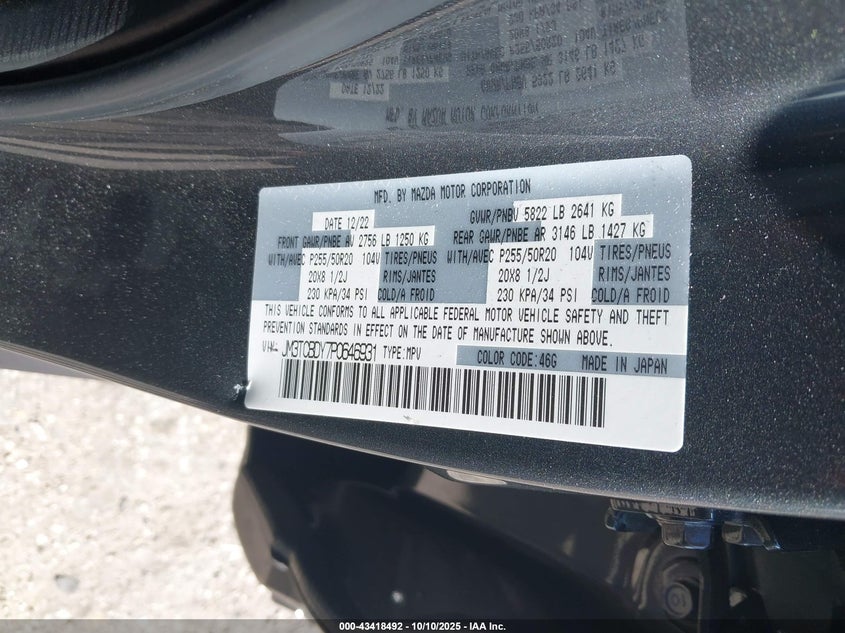 MFD. BY MAZDA MOTOR CORPORATION
DATE 12/22 GVWR/PNBV 5822 LB 2641 KG
FRONT GAWR/PNBE AV 2756 LB 1250 KG REAR GAWR/PNBE AR 3146 LB 1427 KG
WITH/AVEC P255/50R20 104V TIRES/PNEUS WITH/AVEC P255/50R20 104V TIRES/PNEUS
20X8 1/2J RIMS/JANTES 20X8 1/2J RIMS/JANTES
230 KPA/34 PSI COLD/A FROID 230 KPA/34 PSI COLD/A FROID
THIS VEHICLE CONFORMS TO ALL APPLICABLE FEDERAL MOTOR VEHICLE SAFETY AND THEFT
PREVENTION STANDARDS IN EFFECT ON THE DATE OF MANUFACTURE SHOWN ABOVE.
JM3TCBDY7P0646931 TYPE:MPV COLOR CODE:46G MADE IN JAPAN
000-43418492 - 10/10/2025 - IAA Inc.